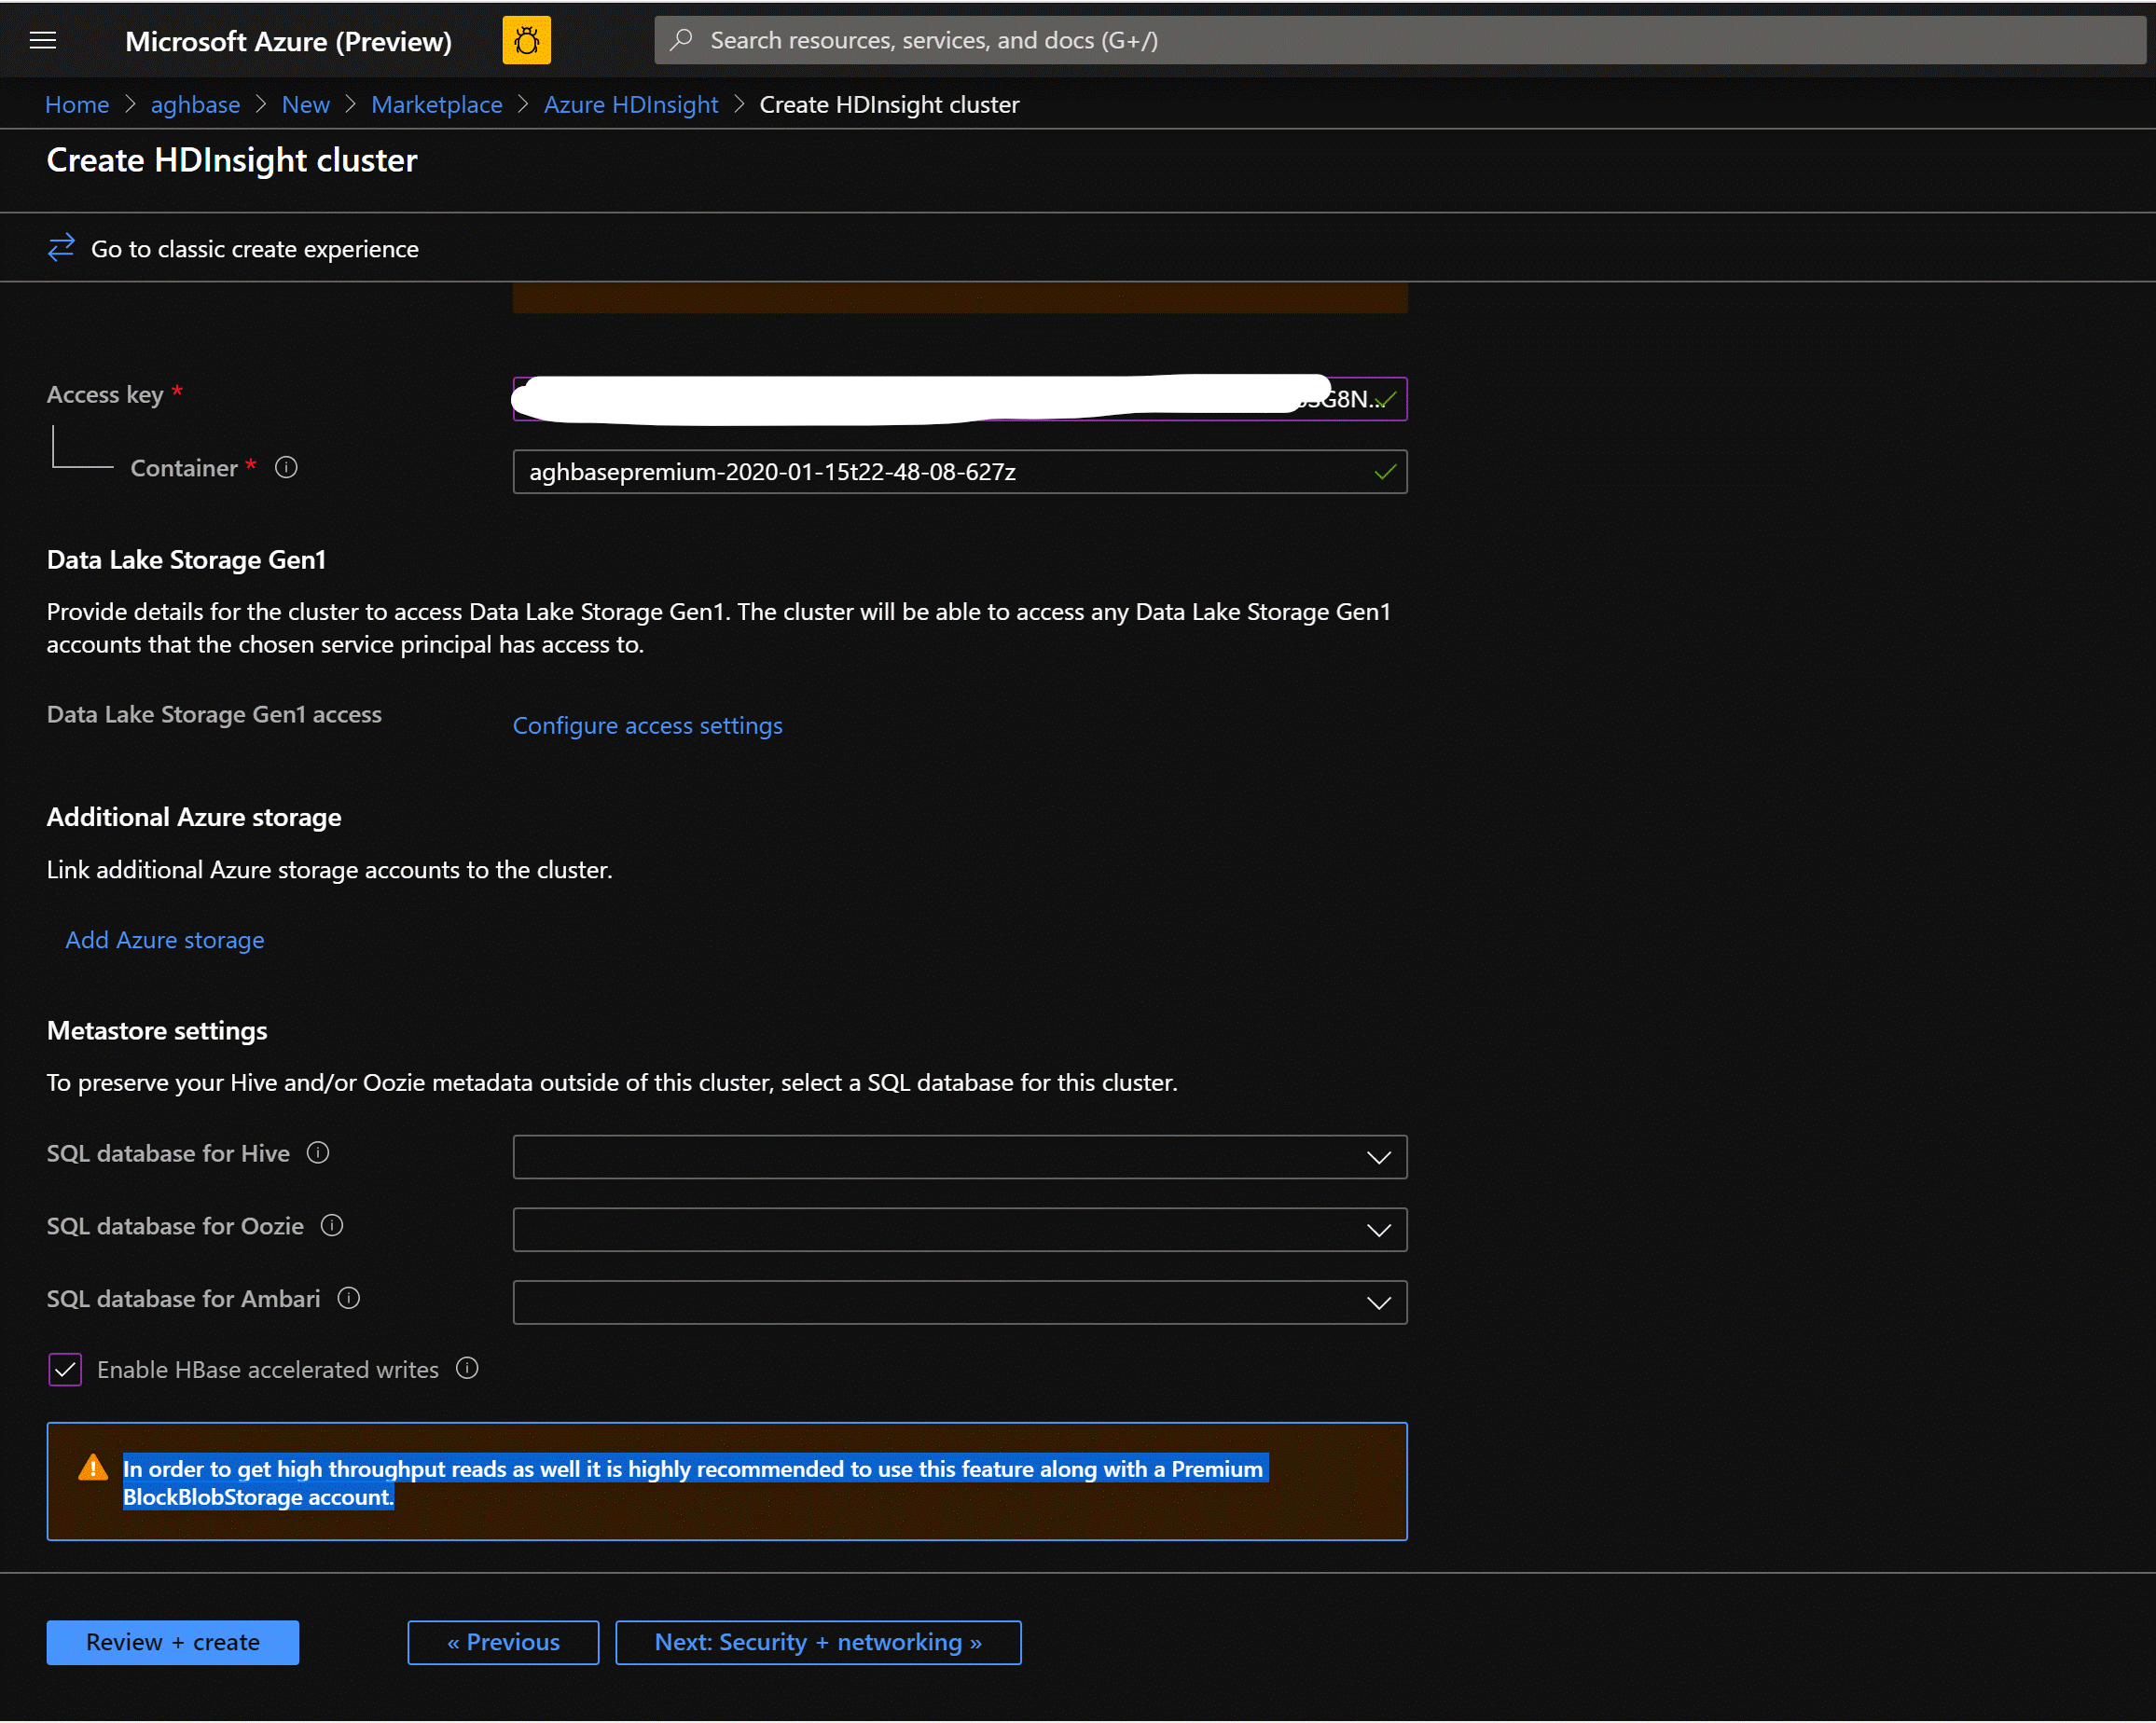 Microsoft Azure (Preview)
Search resources, services, and docs (G+/)
Home > aghbase > New > Marketplace > Azure HDInsight > Create HDInsight cluster
Create HDInsight cluster
Go to classic create experience
Access key *
Container *
aghbasepremium-2020-01-15t22-48-08-627z
Data Lake Storage Gen1
Provide details for the cluster to access Data Lake Storage Gen1. The cluster will be able to access any Data Lake Storage Gen1
accounts that the chosen service principal has access to.
Data Lake Storage Gen1 access
Configure access settings
Additional Azure storage
Link additional Azure storage accounts to the cluster.
Add Azure storage
Metastore settings
To preserve your Hive and/or Oozie metadata outside of this cluster, select a SQL database for this cluster.
SQL database for Hive
SQL database for Oozie
SQL database for Ambari
Enable HBase accelerated writes
In order to get high throughput reads as well it is highly recommended to use this feature along with a Premium
BlockBlobStorage account.
Review + create
« Previous
Next: Security + networking »